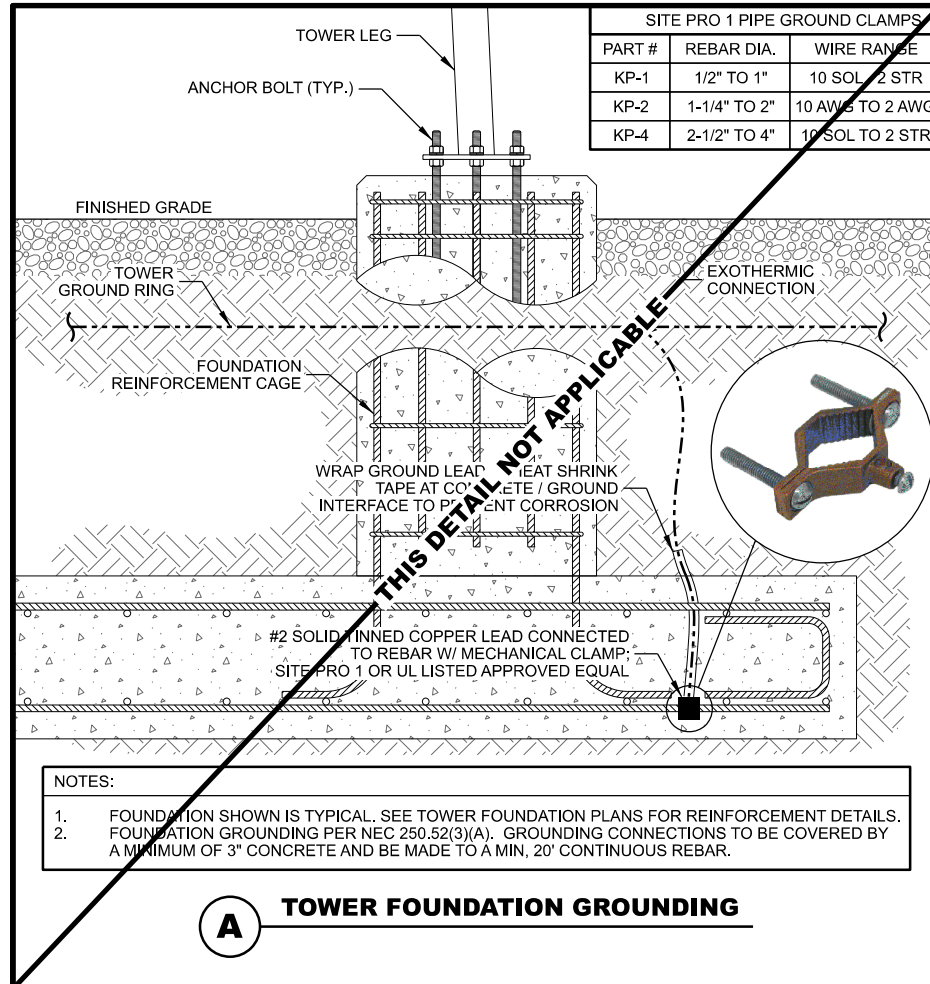 SITE PRO 1 PIPE GROUND CLAMPS
PART # REBAR DIA. WIRE RANGE
KP-1 1/2" TO 1" 10 SOL 2 STR
KP-2 1-1/4" TO 2" 10 AWG TO 2 AWG
KP-4 2-1/2" TO 4" 10 SOL TO 2 STR
TOWER LEG
ANCHOR BOLT (TYP.)
FINISHED GRADE
TOWER
GROUND RING
EXOTHERMIC
CONNECTION
FOUNDATION
REINFORCEMENT CAGE
THIS DETAIL NOT APPLICABLE
WRAP GROUND LEAD HEAT SHRINK
TAPE AT CONCRETE / GROUND
INTERFACE TO PREVENT CORROSION
#2 SOLID TINNED COPPER LEAD CONNECTED
TO REBAR W/ MECHANICAL CLAMP;
SITE PRO 1 OR UL LISTED APPROVED EQUAL
NOTES:
1. FOUNDATION SHOWN IS TYPICAL. SEE TOWER FOUNDATION PLANS FOR REINFORCEMENT DETAILS.
2. FOUNDATION GROUNDING PER NEC 250.52(3)(A). GROUNDING CONNECTIONS TO BE COVERED BY
A MINIMUM OF 3" CONCRETE AND BE MADE TO A MIN, 20' CONTINUOUS REBAR.
A TOWER FOUNDATION GROUNDING